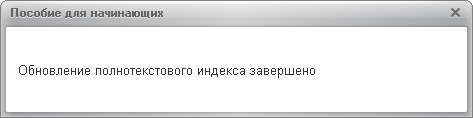 Пособие для начинающих
Обновление полнотекстового индекса завершено